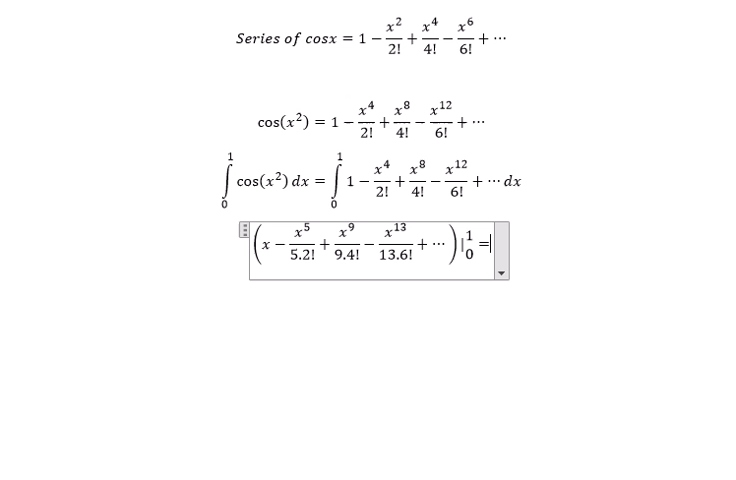 Series of cosx = 1 − x²/2! + x⁴/4! − x⁶/6! + ⋯
cos(x²) = 1 − x⁴/2! + x⁸/4! − x¹²/6! + ⋯
∫₀¹ cos(x²) dx = ∫₀¹ 1 − x⁴/2! + x⁸/4! − x¹²/6! + ⋯ dx
(x − x⁵/5.2! + x⁹/9.4! − x¹³/13.6! + ⋯ )|₀¹ =